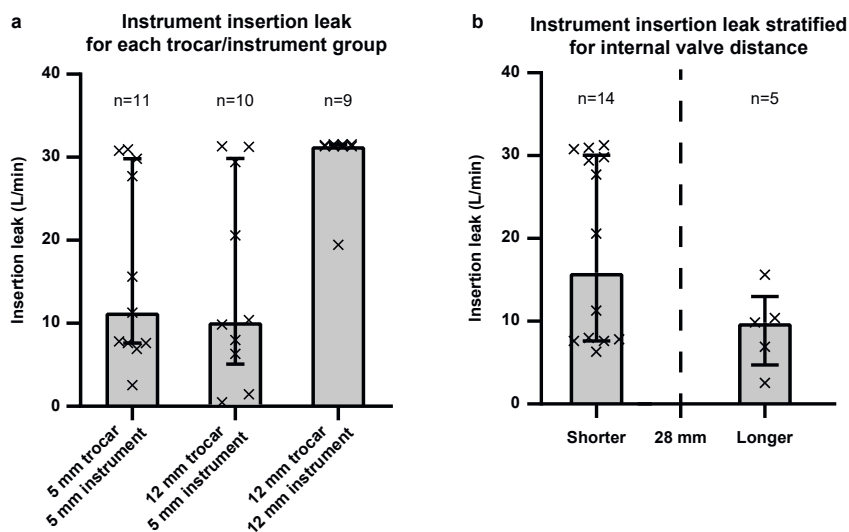 a
Instrument insertion leak
for each trocar/instrument group
Insertion leak (L/min)
40
30
20
10
0
n=11
n=10
n=9
5 mm trocar
5 mm instrument
12 mm trocar
5 mm instrument
12 mm trocar
12 mm instrument
b
Instrument insertion leak stratified
for internal valve distance
Insertion leak (L/min)
40
30
20
10
0
n=14
n=5
Shorter
28 mm
Longer